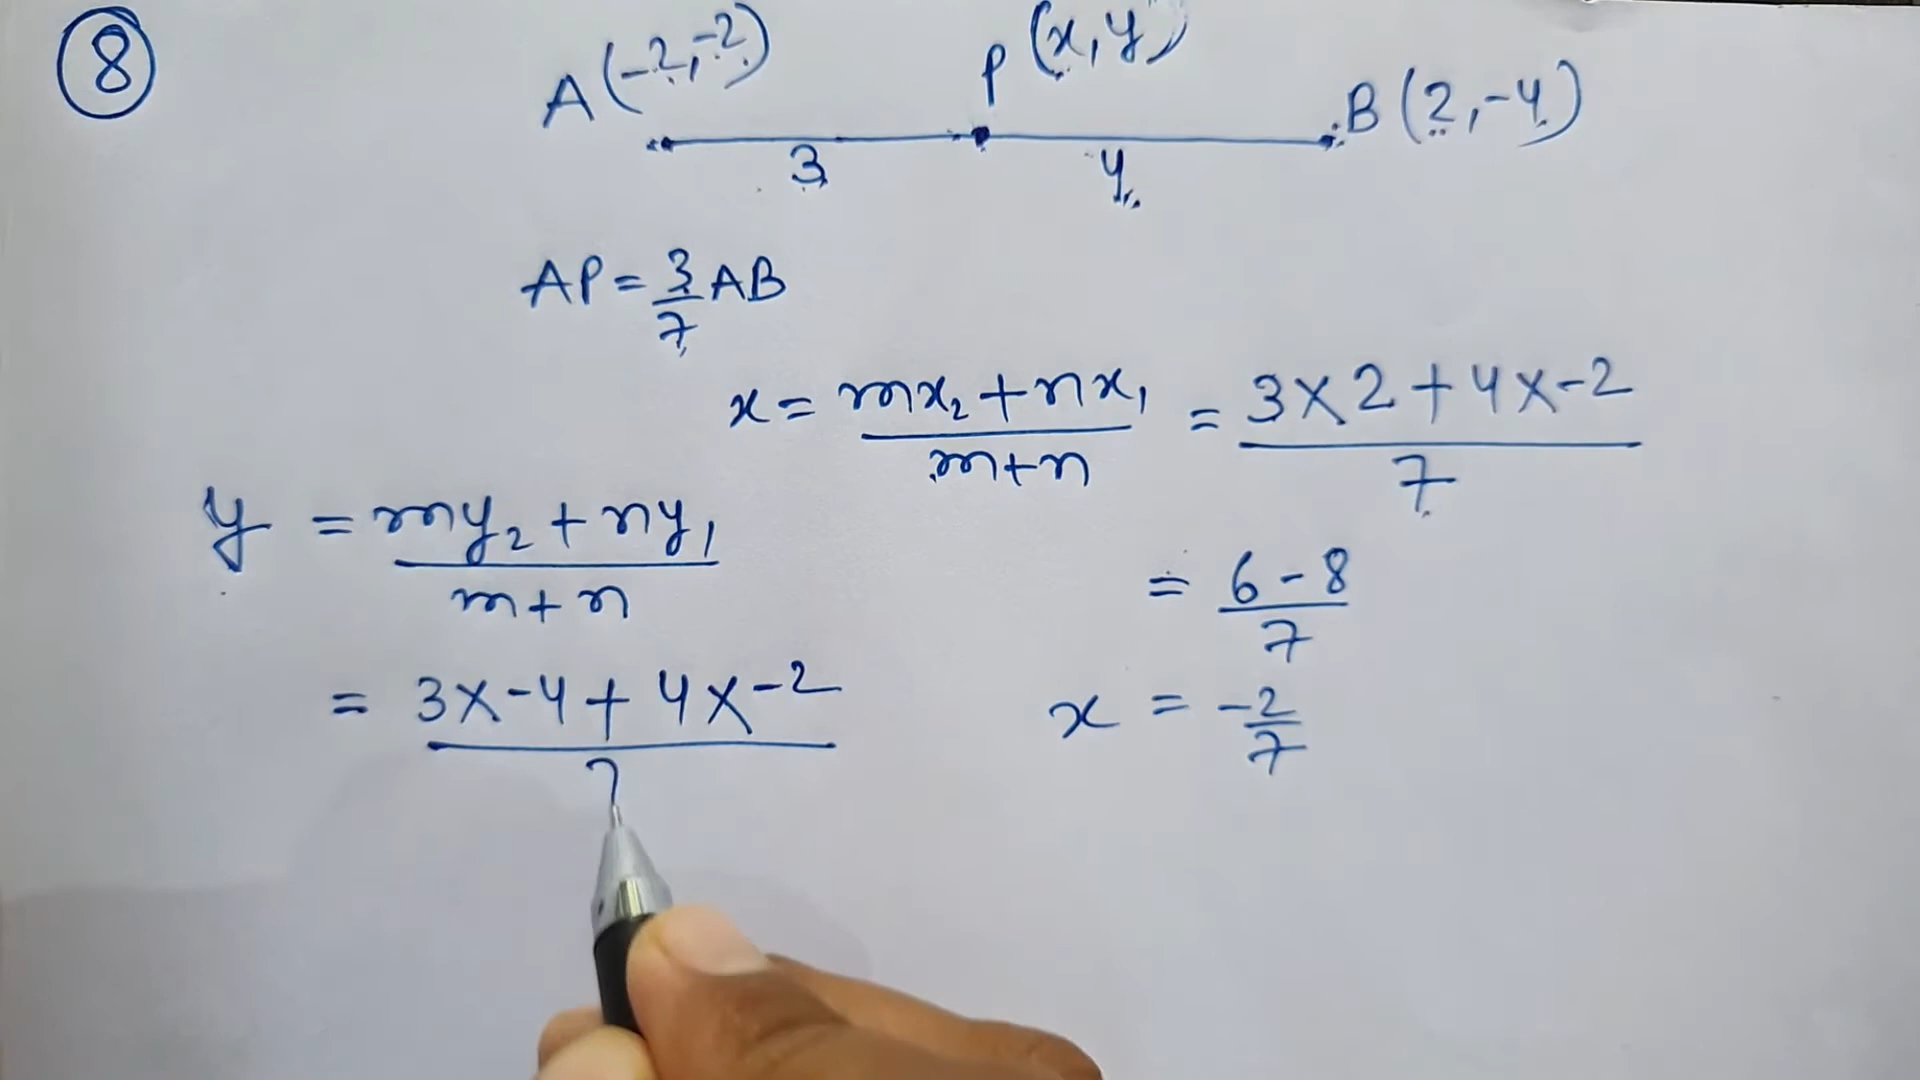 8
A(-2,-2) P(x,y) B(2,-4)
3 4
AP = 3/7 AB
x = mx₂+nx₁/m+n = 3×2+4×-2/7
y = my₂+ny₁/m+n
= 6-8/7
= 3×-4+4×-2/7
x = -2/7